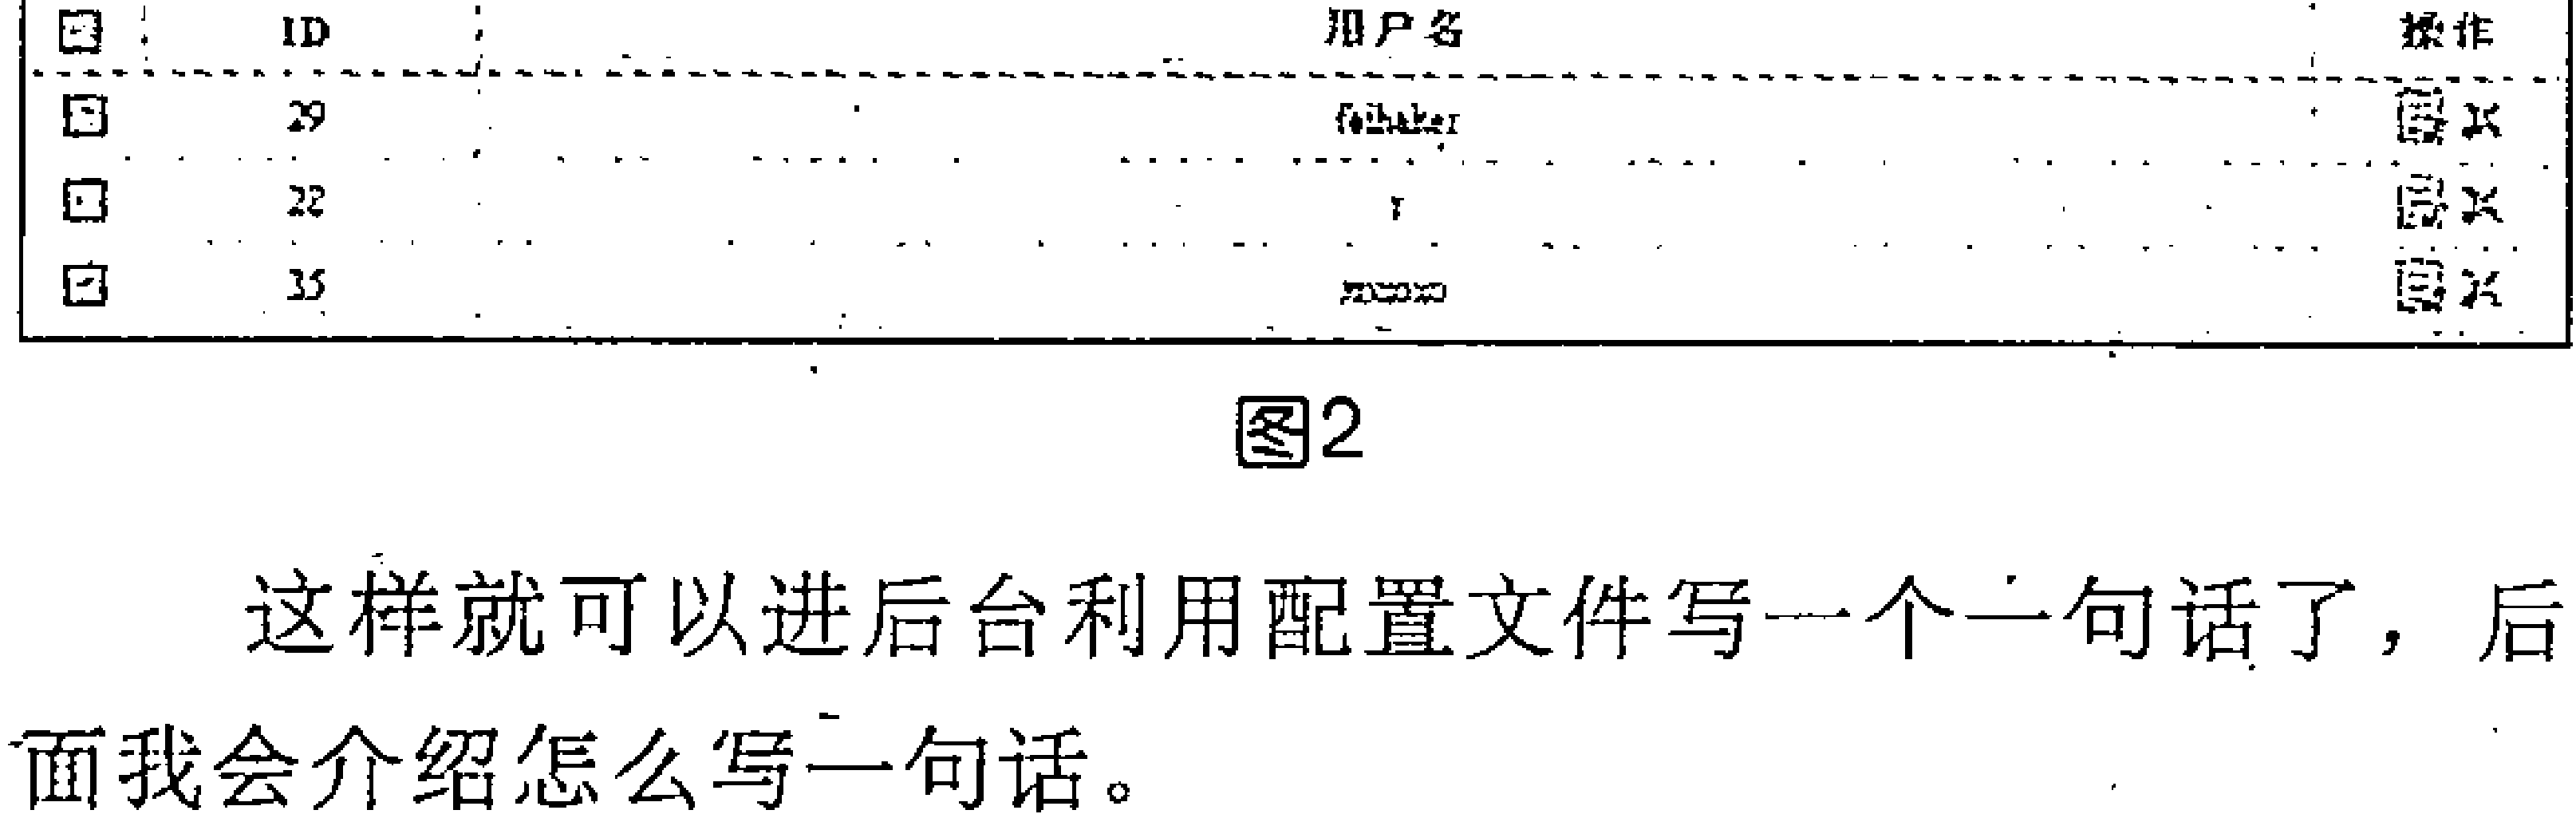 ID 用户名 操作
29 feihaker
22 r
35
图2
这样就可以进后台利用配置文件写一个一句话了，后
面我会介绍怎么写一句话。